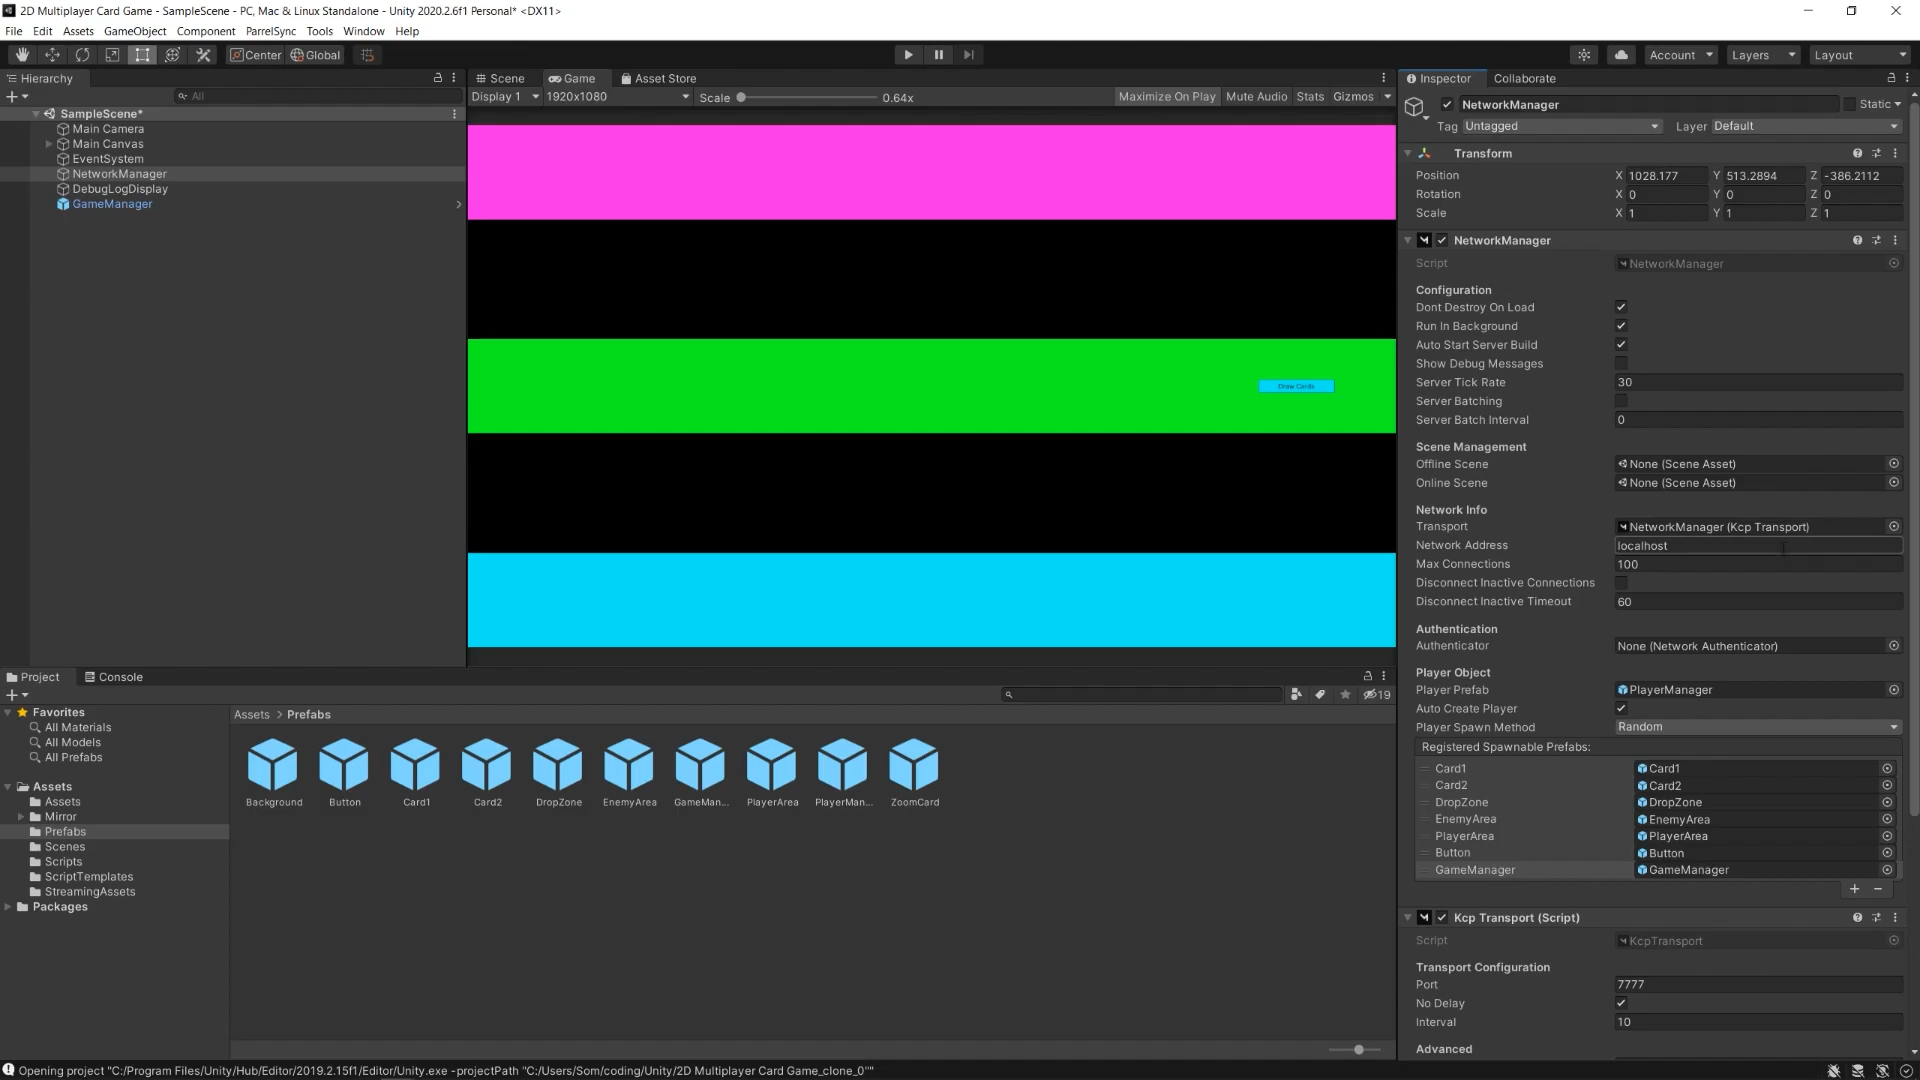 2D Multiplayer Card Game - SampleScene - PC, Mac & Linux Standalone - Unity 2020.2.6f1 Personal* <DX11>
File Edit Assets GameObject Component ParrelSync Tools Window Help
Center Global Account Layers Layout
Hierarchy
All
SampleScene*
Main Camera
Main Canvas
EventSystem
NetworkManager
DebugLogDisplay
GameManager
Scene Game Asset Store
Display 1 1920x1080 Scale 0.64x Maximize On Play Mute Audio Stats Gizmos
Draw Cards
Project Console
19
Favorites
All Materials
All Models
All Prefabs
Assets
Assets
Mirror
Prefabs
Scenes
Scripts
ScriptTemplates
StreamingAssets
Packages
Assets > Prefabs
Background Button Card1 Card2 DropZone EnemyArea GameMan... PlayerArea PlayerMan... ZoomCard
Inspector Collaborate
NetworkManager Static
Tag Untagged Layer Default
Transform
Position X 1028.177 Y 513.2894 Z -386.2112
Rotation X 0 Y 0 Z 0
Scale X 1 Y 1 Z 1
NetworkManager
Script NetworkManager
Configuration
Dont Destroy On Load
Run In Background
Auto Start Server Build
Show Debug Messages
Server Tick Rate 30
Server Batching
Server Batch Interval 0
Scene Management
Offline Scene None (Scene Asset)
Online Scene None (Scene Asset)
Network Info
Transport NetworkManager (Kcp Transport)
Network Address localhost
Max Connections 100
Disconnect Inactive Connections
Disconnect Inactive Timeout 60
Authentication
Authenticator None (Network Authenticator)
Player Object
Player Prefab PlayerManager
Auto Create Player
Player Spawn Method Random
Registered Spawnable Prefabs:
Card1 Card1
Card2 Card2
DropZone DropZone
EnemyArea EnemyArea
PlayerArea PlayerArea
Button Button
GameManager GameManager
Kcp Transport (Script)
Script KcpTransport
Transport Configuration
Port 7777
No Delay
Interval 10
Advanced
Opening project "C:/Program Files/Unity/Hub/Editor/2019.2.15f1/Editor/Unity.exe -projectPath "C:/Users/Som/coding/Unity/2D Multiplayer Card Game_clone_0""